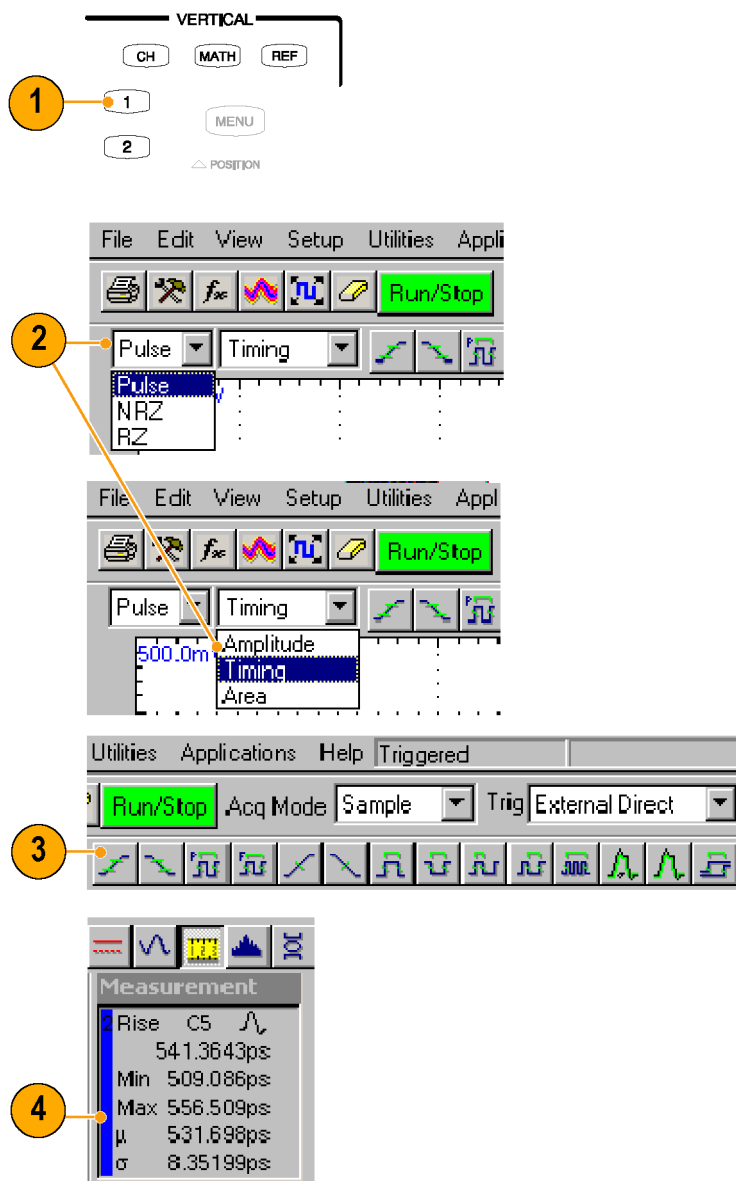 VERTICAL
CH MATH REF
1
1
MENU
2
POSITION
File Edit View Setup Utilities Appli
Run/Stop
2
Pulse Timing
Pulse
NRZ
RZ
File Edit View Setup Utilities Appl
Run/Stop
Pulse Timing
500.0m Amplitude
Timing
Area
Utilities Applications Help Triggered
Run/Stop Acq Mode Sample Trig External Direct
3
1,2,3
Measurement
2 Rise C5
541.3643ps
Min 509.086ps
4
Max 556.509ps
μ 531.698ps
σ 8.35199ps